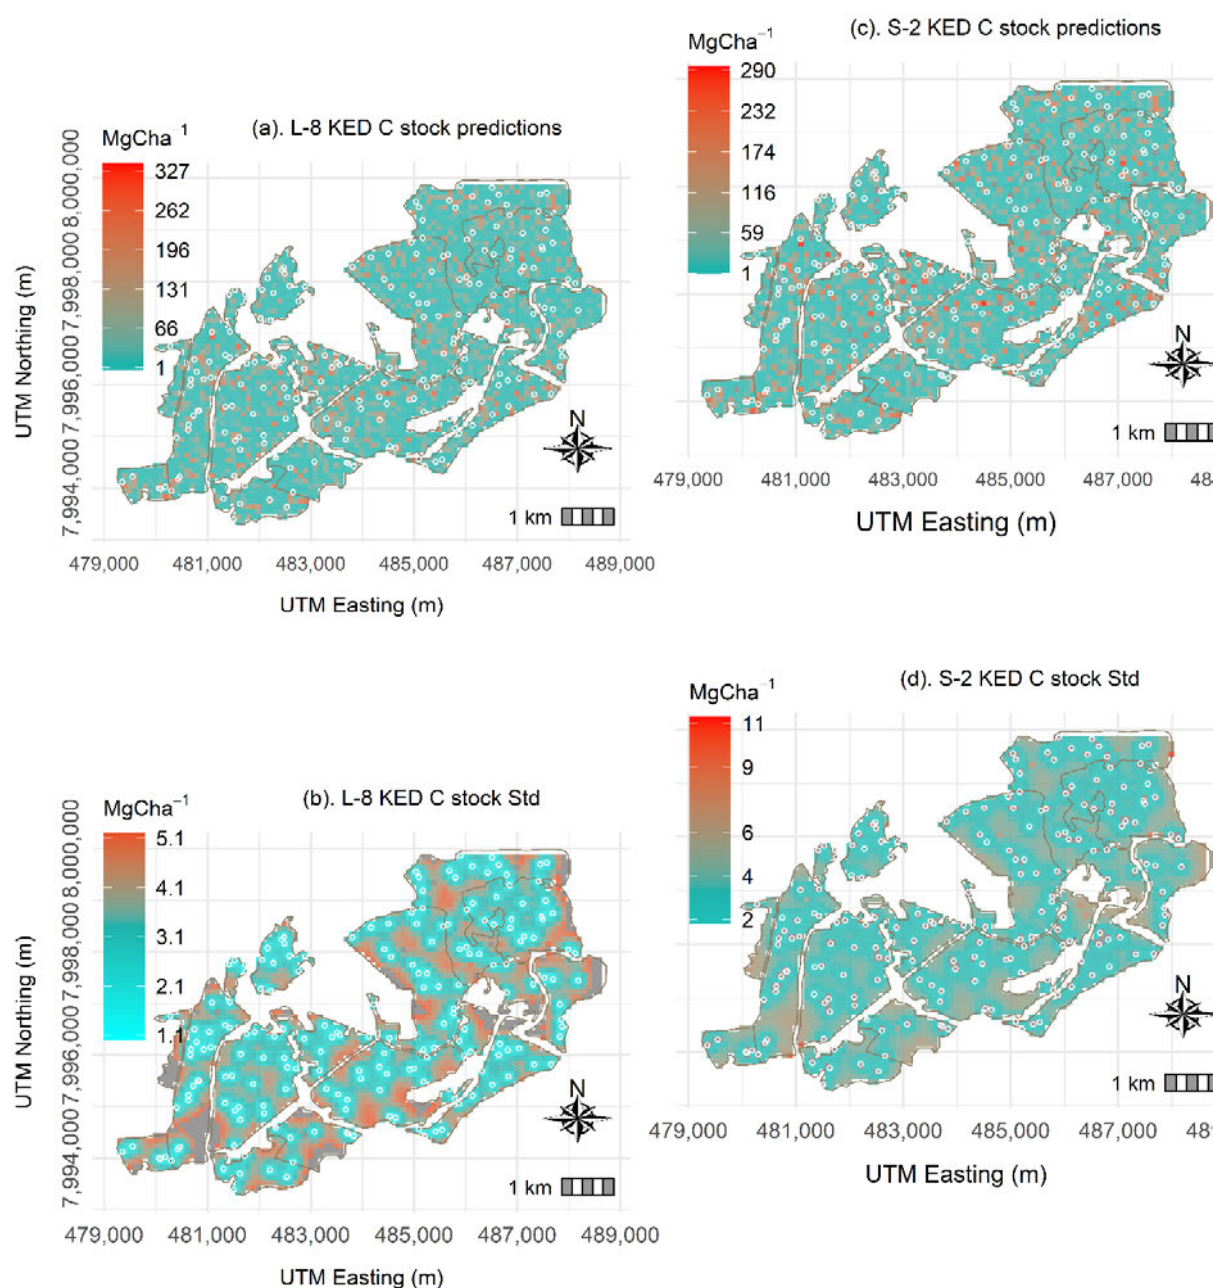 (a). L-8 KED C stock predictions
MgCha⁻¹
327
262
196
131
66
1
UTM Northing (m)
7,994,000 7,996,000 7,998,000 8,000,000
N
1 km
479,000 481,000 483,000 485,000 487,000 489,000
UTM Easting (m)
(c). S-2 KED C stock predictions
MgCha⁻¹
290
232
174
116
59
1
N
1 km
479,000 481,000 483,000 485,000 487,000 48
UTM Easting (m)
(b). L-8 KED C stock Std
MgCha⁻¹
5.1
4.1
3.1
2.1
1.1
UTM Northing (m)
7,994,000 7,996,000 7,998,000 8,000,000
N
1 km
479,000 481,000 483,000 485,000 487,000 489,000
UTM Easting (m)
(d). S-2 KED C stock Std
MgCha⁻¹
11
9
6
4
2
N
1 km
479,000 481,000 483,000 485,000 487,000 48
UTM Easting (m)